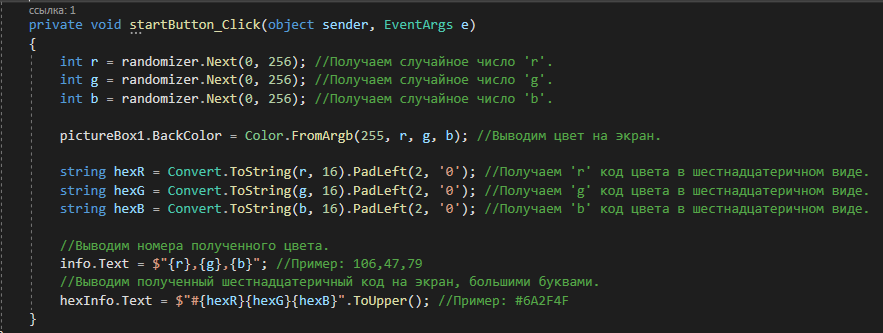 ссылка: 1
private void startButton_Click(object sender, EventArgs e)
{
int r = randomizer.Next(0, 256); //Получаем случайное число 'r'.
int g = randomizer.Next(0, 256); //Получаем случайное число 'g'.
int b = randomizer.Next(0, 256); //Получаем случайное число 'b'.
pictureBox1.BackColor = Color.FromArgb(255, r, g, b); //Выводим цвет на экран.
string hexR = Convert.ToString(r, 16).PadLeft(2, '0'); //Получаем 'r' код цвета в шестнадцатеричном виде.
string hexG = Convert.ToString(g, 16).PadLeft(2, '0'); //Получаем 'g' код цвета в шестнадцатеричном виде.
string hexB = Convert.ToString(b, 16).PadLeft(2, '0'); //Получаем 'b' код цвета в шестнадцатеричном виде.
//Выводим номера полученного цвета.
info.Text = $"{r},{g},{b}"; //Пример: 106,47,79
//Выводим полученный шестнадцатеричный код на экран, большими буквами.
hexInfo.Text = $"#{hexR}{hexG}{hexB}".ToUpper(); //Пример: #6A2F4F
}